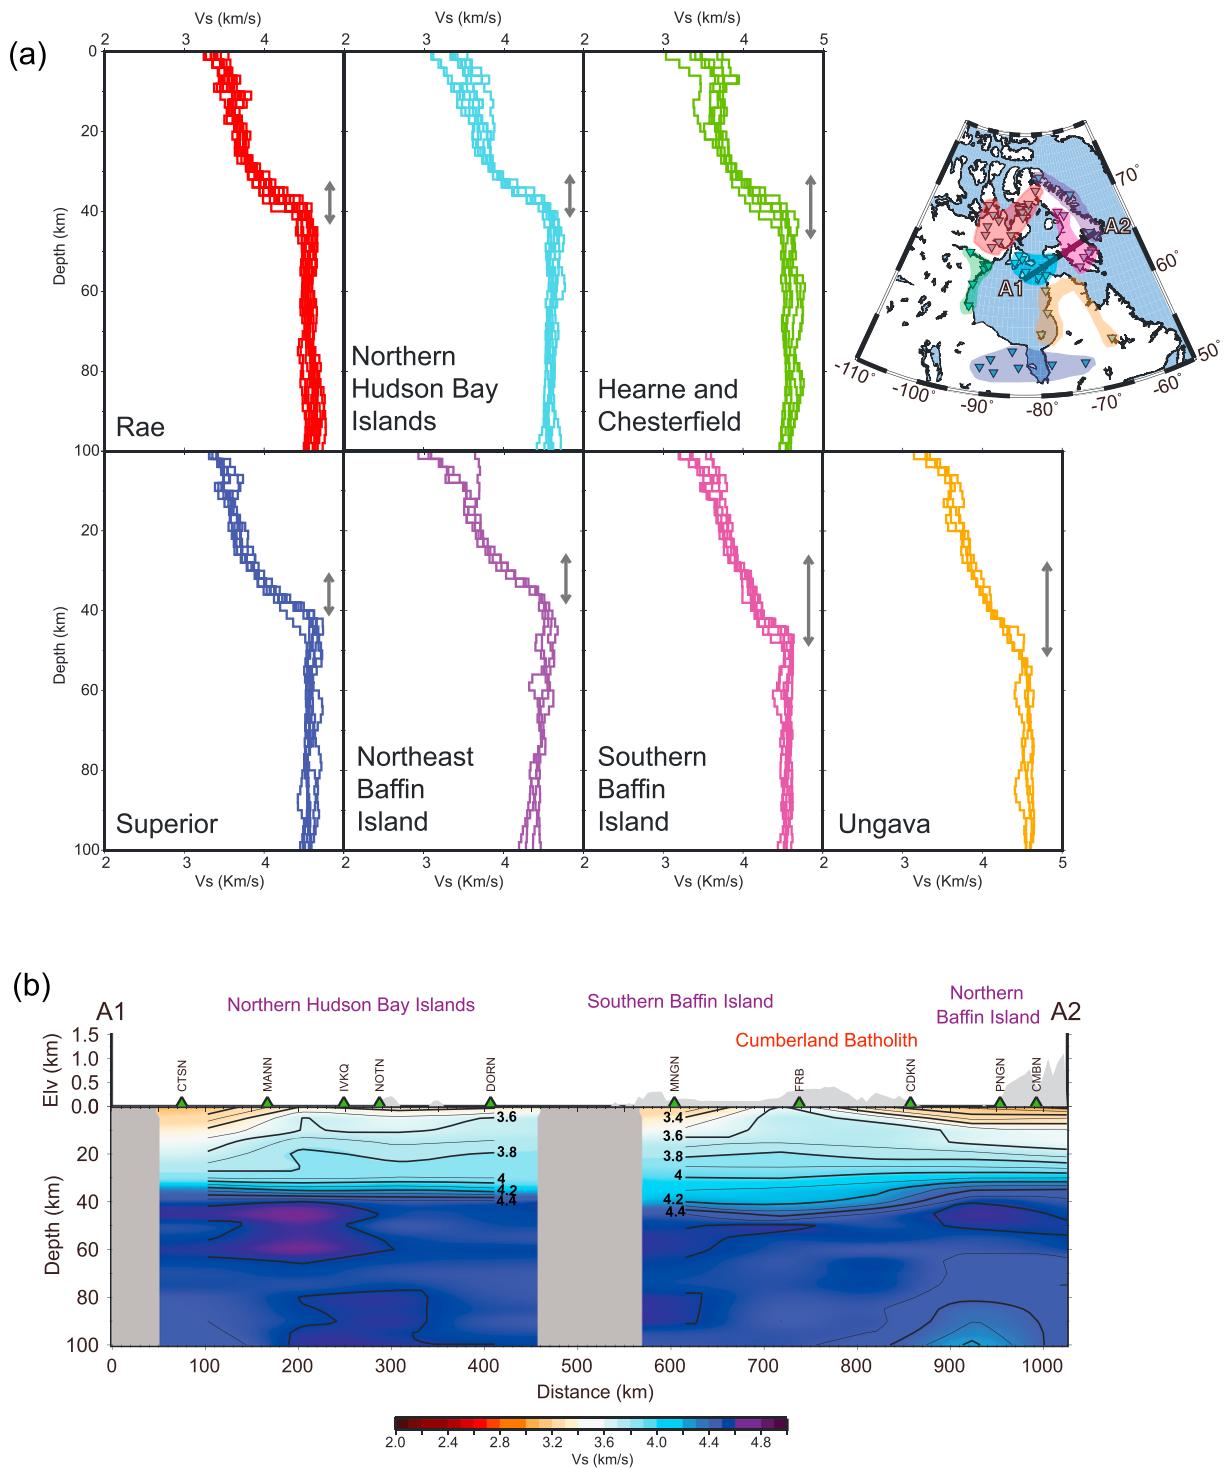 (a)
Vs (km/s)
Vs (km/s)
Vs (km/s)
2 3 4 2 3 4 2 3 4 5
0
20
40
60
80
100
Depth (km)
Rae
Northern
Hudson Bay
Islands
Hearne and
Chesterfield
A2
A1
70°
60°
50°
-110°
-100°
-90°
-80°
-70°
-60°
20
40
60
80
100
Depth (km)
Superior
Northeast
Baffin
Island
Southern
Baffin
Island
Ungava
2 3 4 2 3 4 2 3 4 2 3 4 5
Vs (Km/s)
Vs (Km/s)
Vs (Km/s)
Vs (Km/s)
(b)
A1
Northern Hudson Bay Islands
Southern Baffin Island
Northern
Baffin Island
A2
Cumberland Batholith
1.5
1.0
0.5
0.0
Elv (km)
CTSN
MANN
IVKQ
NOTN
DORN
MNGN
FRB
CDKN
PNGN
CMBN
20
40
60
80
100
Depth (km)
3.6
3.8
4
4.2
4.4
3.4
3.6
3.8
4
4.2
4.4
0 100 200 300 400 500 600 700 800 900 1000
Distance (km)
2.0 2.4 2.8 3.2 3.6 4.0 4.4 4.8
Vs (km/s)